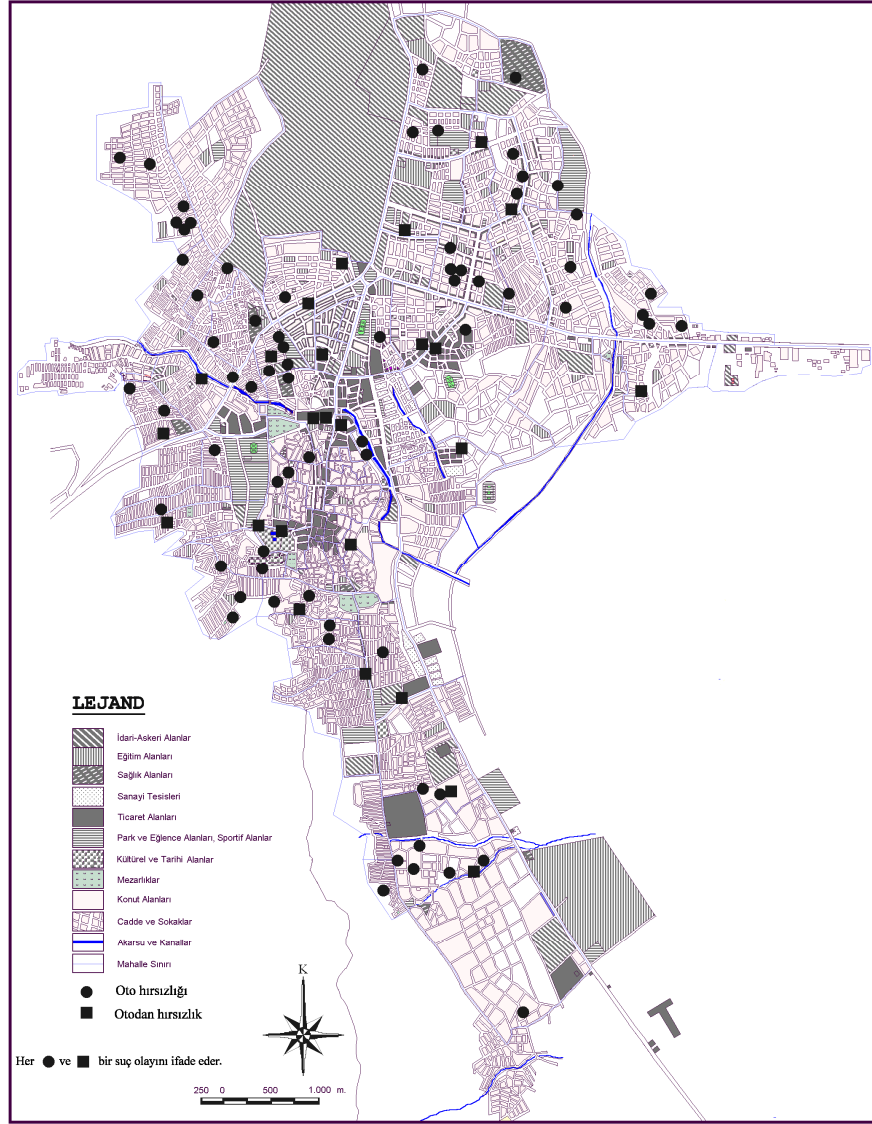 LEJAND
İdari-Askeri Alanlar
Eğitim Alanları
Sağlık Alanları
Sanayi Tesisleri
Ticaret Alanları
Park ve Eğlence Alanları, Sportif Alanlar
Kültürel ve Tarihi Alanlar
Mezarlıklar
Konut Alanları
Cadde ve Sokaklar
Akarsu ve Kanallar
Mahalle Sınırı
Oto hırsızlığı
Otodan hırsızlık
K
Her ve bir suç olayını ifade eder.
250 0 500 1.000 m.